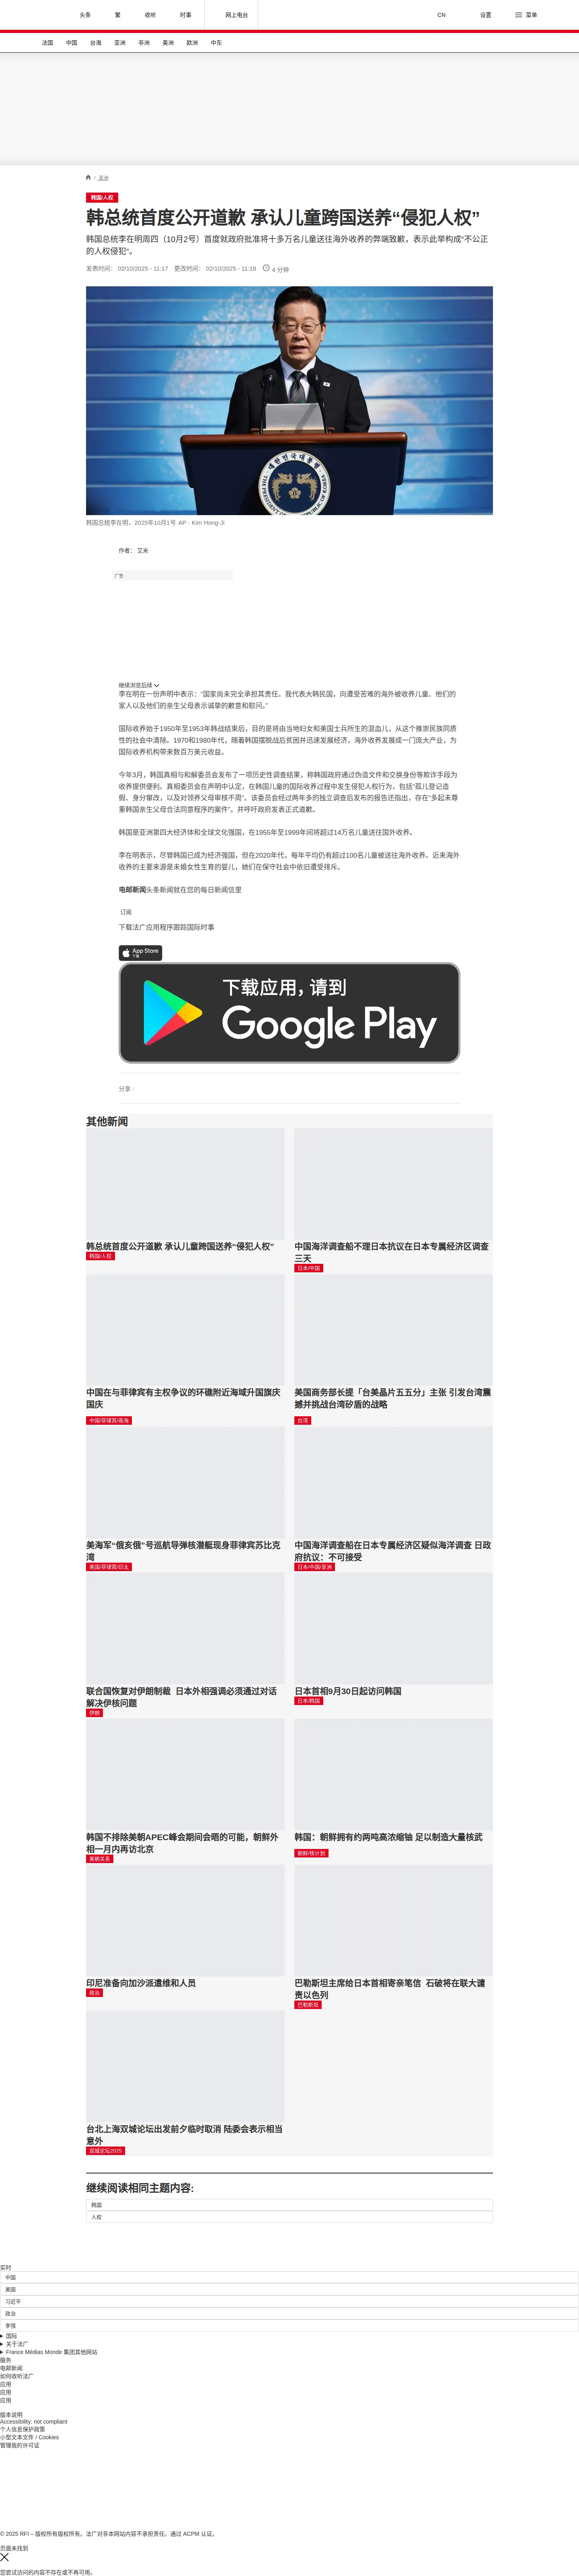 头条
繁
收听
时事
网上电台
CN
设置
菜单
法国
中国
台海
亚洲
非洲
美洲
欧洲
中东
/ 亚洲
韩国/人权
韩总统首度公开道歉 承认儿童跨国送养“侵犯人权”
韩国总统李在明周四（10月2号）首度就政府批准将十多万名儿童送往海外收养的弊端致歉，表示此举构成“不公正
的人权侵犯“。
发表时间： 02/10/2025 - 11:17 更改时间： 02/10/2025 - 11:18 4 分钟
대한민국대통령
韩国总统李在明，2025年10月1号 AP - Kim Hong-Ji
作者： 艾米
广告
继续浏览后续
李在明在一份声明中表示：“国家尚未完全承担其责任。我代表大韩民国，向遭受苦难的海外被收养儿童、他们的
家人以及他们的亲生父母表示诚挚的歉意和慰问。”
国际收养始于1950年至1953年韩战结束后，目的是将由当地妇女和美国士兵所生的混血儿，从这个推崇民族同质
性的社会中清除。1970和1980年代，随着韩国摆脱战后贫困并迅速发展经济，海外收养发展成一门庞大产业，为
国际收养机构带来数百万美元收益。
今年3月，韩国真相与和解委员会发布了一项历史性调查结果，称韩国政府通过伪造文件和交换身份等欺诈手段为
收养提供便利。真相委员会在声明中认定，在韩国儿童的国际收养过程中发生侵犯人权行为，包括“孤儿登记造
假、身分窜改，以及对领养父母审核不周”。该委员会经过两年多的独立调查后发布的报告还指出，存在“多起未尊
重韩国亲生父母合法同意程序的案件”。并呼吁政府发表正式道歉。
韩国是亚洲第四大经济体和全球文化强国，在1955年至1999年间将超过14万名儿童送往国外收养。
李在明表示，尽管韩国已成为经济强国，但在2020年代，每年平均仍有超过100名儿童被送往海外收养。近来海外
收养的主要来源是未婚女性生育的婴儿，她们在保守社会中依旧遭受排斥。
电邮新闻头条新闻就在您的每日新闻信里
订阅
下载法广应用程序跟踪国际时事
App Store
下载
下载应用，请到
Google Play
分享 :
其他新闻
韩总统首度公开道歉 承认儿童跨国送养“侵犯人权”
韩国/人权
中国海洋调查船不理日本抗议在日本专属经济区调查
三天
日本/中国
中国在与菲律宾有主权争议的环礁附近海域升国旗庆
国庆
中国/菲律宾/南海
美国商务部长提「台美晶片五五分」主张 引发台湾震
撼并挑战台湾矽盾的战略
台湾
美海军“俄亥俄”号巡航导弹核潜艇现身菲律宾苏比克
湾
美国/菲律宾/印太
中国海洋调查船在日本专属经济区疑似海洋调查 日政
府抗议：不可接受
日本/中国/亚洲
联合国恢复对伊朗制裁 日本外相强调必须通过对话
解决伊核问题
伊朗
日本首相9月30日起访问韩国
日本/韩国
韩国不排除美朝APEC峰会期间会晤的可能，朝鲜外
相一月内再访北京
美朝关系
韩国：朝鲜拥有约两吨高浓缩铀 足以制造大量核武
朝鲜/核计划
印尼准备向加沙派遣维和人员
政治
巴勒斯坦主席给日本首相寄亲笔信 石破将在联大谴
责以色列
巴勒斯坦
台北上海双城论坛出发前夕临时取消 陆委会表示相当
意外
双城论坛2025
继续阅读相同主题内容:
韩国
人权
实时
中国
美国
习近平
政治
李强
国际
关于法广
France Médias Monde 集团其他网站
服务
电邮新闻
如何收听法广
应用
应用
应用
版本说明
Accessibility: not compliant
个人信息保护政策
小型文本文件 / Cookies
管理我的许可证
© 2025 RFI – 版权所有版权所有。法广对非本网站内容不承担责任。通过 ACPM 认证。
页面未找到
您尝试访问的内容不存在或不再可用。